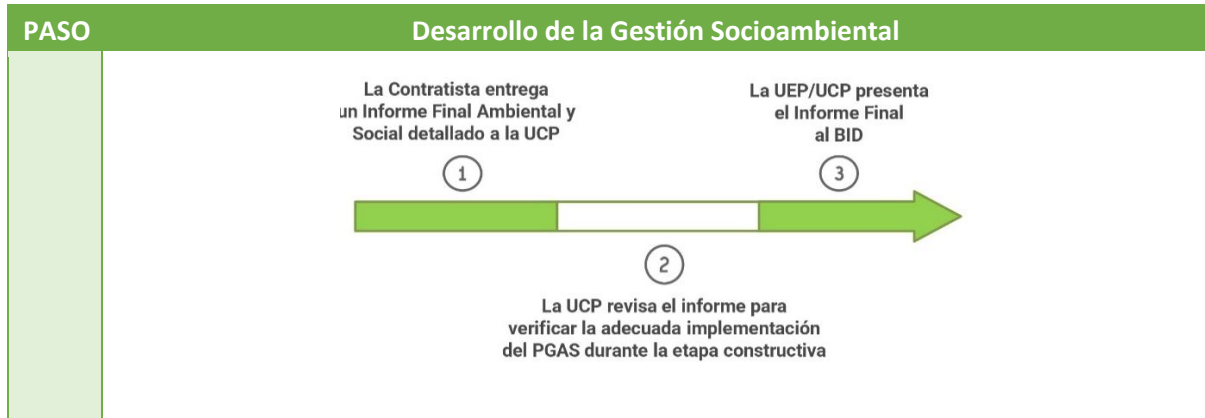 PASO
Desarrollo de la Gestión Socioambiental
La Contratista entrega
un Informe Final Ambiental y
Social detallado a la UCP
1
La UEP/UCP presenta
el Informe Final
al BID
3
2
La UCP revisa el informe para
verificar la adecuada implementación
del PGAS durante la etapa constructiva